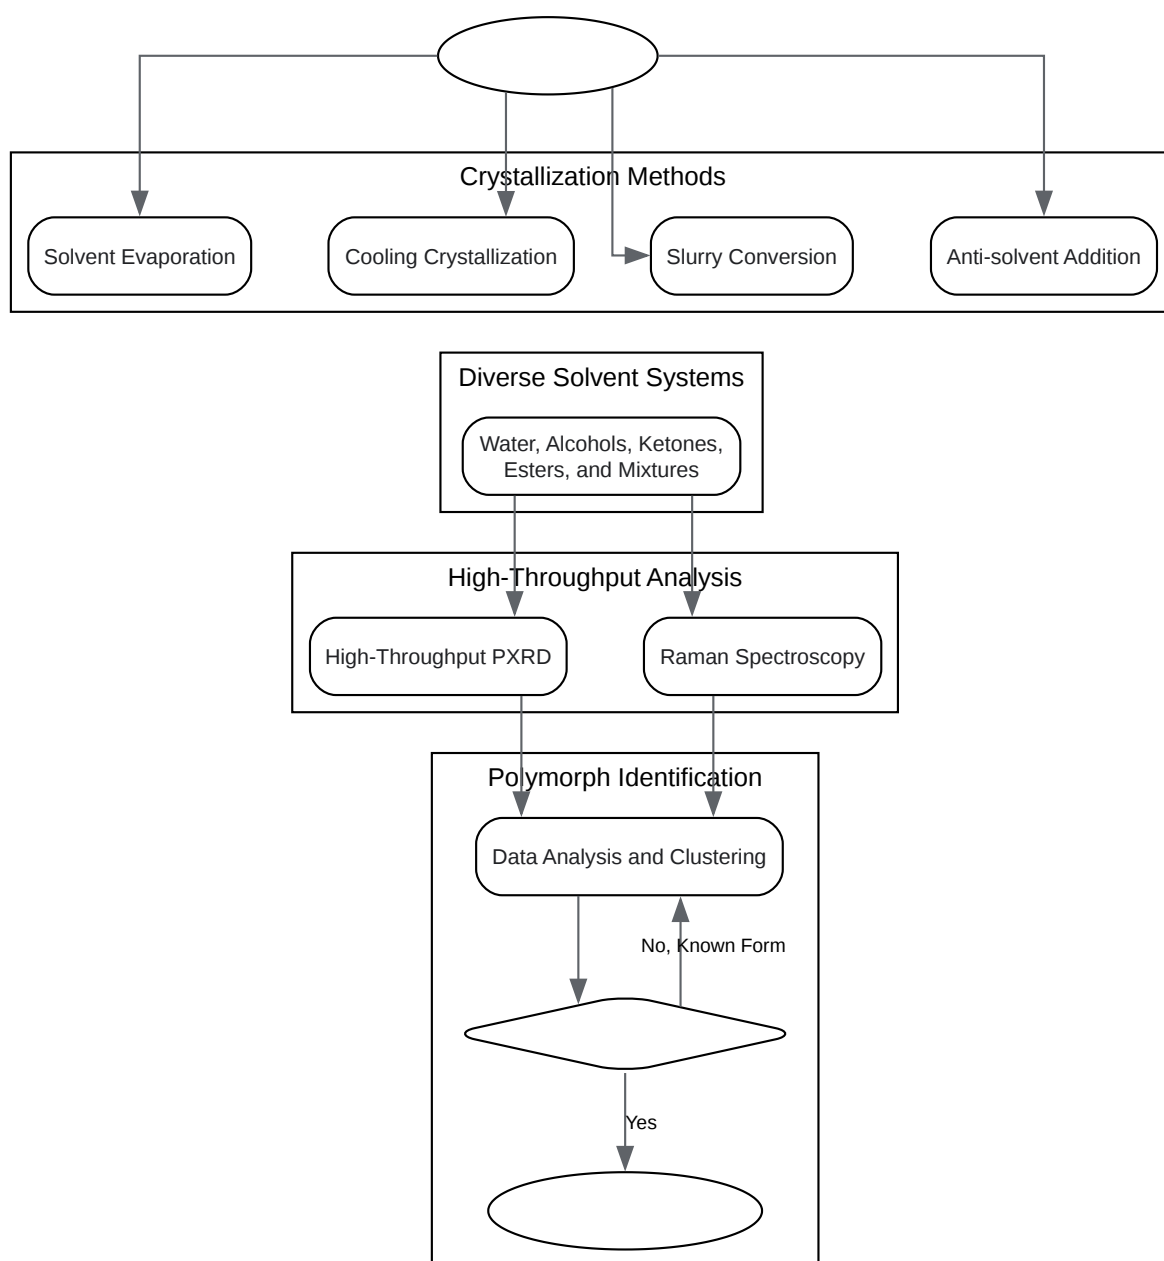 Crystallization Methods
Solvent Evaporation
Cooling Crystallization
Slurry Conversion
Anti-solvent Addition
Diverse Solvent Systems
Water, Alcohols, Ketones,
Esters, and Mixtures
High-Throughput Analysis
High-Throughput PXRD
Raman Spectroscopy
Polymorph Identification
Data Analysis and Clustering
No, Known Form
Yes